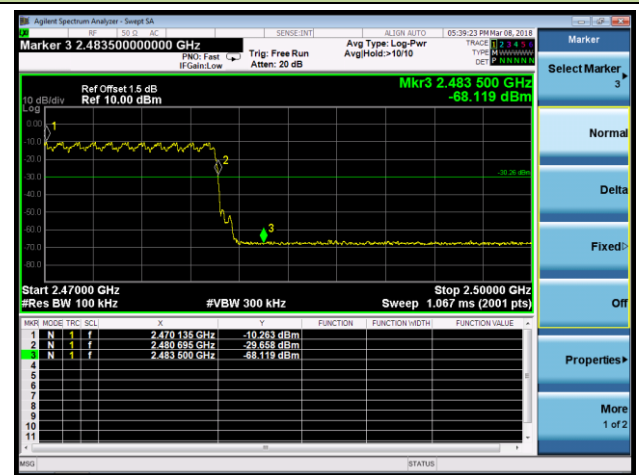 Agilent Spectrum Analyzer - Swept SA
RF 50 Ω AC SENSE:INT ALIGN AUTO 05:39:23 PM Mar 08, 2018
Marker 3 2.483500000000 GHz
PNO: Fast
IFGain:Low
Trig: Free Run
Atten: 20 dB
Avg Type: Log-Pwr
Avg|Hold:>10/10
TRACE 1 2 3 4 5 6
TYPE M W W W W W
DET P N N N N N
Ref Offset 1.5 dB
10 dB/div Ref 10.00 dBm
Log
Mkr3 2.483 500 GHz
-68.119 dBm
0.00
-10.0
-20.0
-30.0
-40.0
-50.0
-60.0
-70.0
-80.0
1
2
3
-30.26 dBm
Start 2.47000 GHz Stop 2.50000 GHz
#Res BW 100 kHz #VBW 300 kHz Sweep 1.067 ms (2001 pts)
MKR MODE TRC SCL X Y FUNCTION FUNCTION WIDTH FUNCTION VALUE
1 N 1 f 2.470 135 GHz -10.263 dBm
2 N 1 f 2.480 695 GHz -29.658 dBm
3 N 1 f 2.483 500 GHz -68.119 dBm
4
5
6
7
8
9
10
11
MSG STATUS
Marker
Select Marker
3
Normal
Delta
Fixed
Off
Properties
More
1 of 2